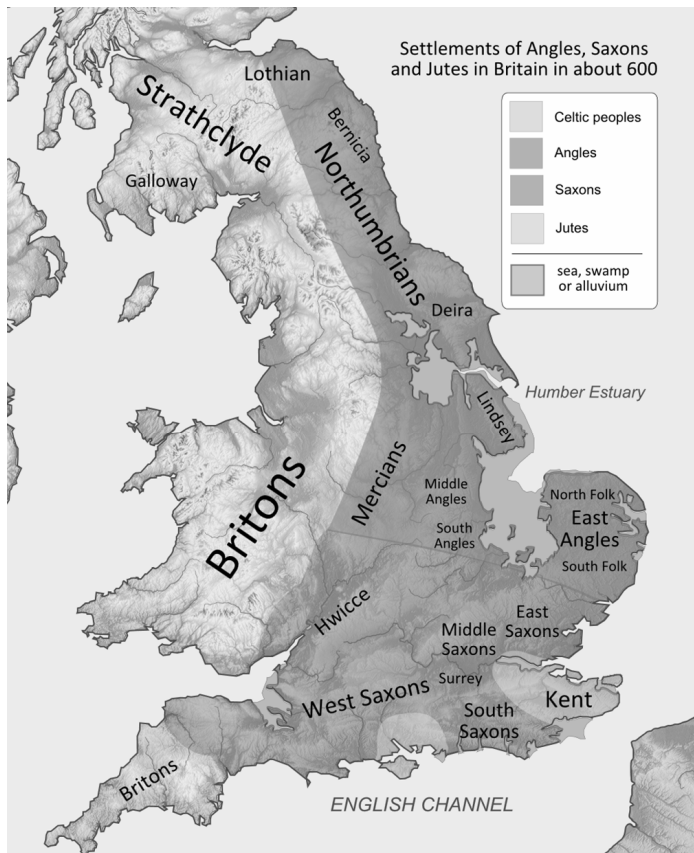 Settlements of Angles, Saxons
and Jutes in Britain in about 600
Celtic peoples
Angles
Saxons
Jutes
sea, swamp
or alluvium
Lothian
Strathclyde
Bernicia
Galloway
Northumbrians
Deira
Humber Estuary
Lindsey
Mercians
Middle
Angles
North Folk
East
Angles
South
Angles
South Folk
Britons
Hwicce
East
Saxons
Middle
Saxons
Surrey
West Saxons
Kent
South
Saxons
Britons
ENGLISH CHANNEL